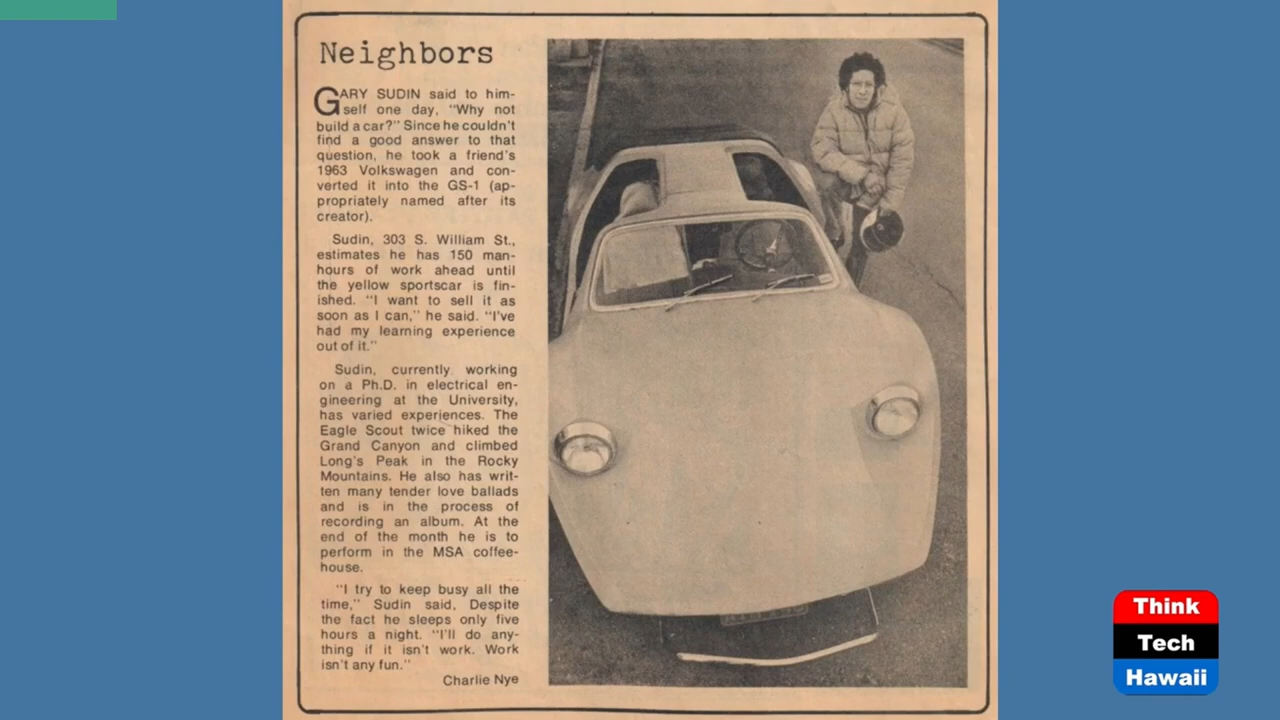 Neighbors
GARY SUDIN said to him-
self one day, "Why not
build a car?" Since he couldn't
find a good answer to that
question, he took a friend's
1963 Volkswagen and con-
verted it into the GS-1 (ap-
propriately named after its
creator).
Sudin, 303 S. William St.,
estimates he has 150 man-
hours of work ahead until
the yellow sportscar is fin-
ished. "I want to sell it as
soon as I can," he said. "I've
had my learning experience
out of it."
Sudin, currently working
on a Ph.D. in electrical en-
gineering at the University,
has varied experiences. The
Eagle Scout twice hiked the
Grand Canyon and climbed
Long's Peak in the Rocky
Mountains. He also has writ-
ten many tender love ballads
and is in the process of
recording an album. At the
end of the month he is to
perform in the MSA coffee-
house.
"I try to keep busy all the
time," Sudin said, Despite
the fact he sleeps only five
hours a night. "I'll do any-
thing if it isn't work. Work
isn't any fun."
Charlie Nye
Think
Tech
Hawaii